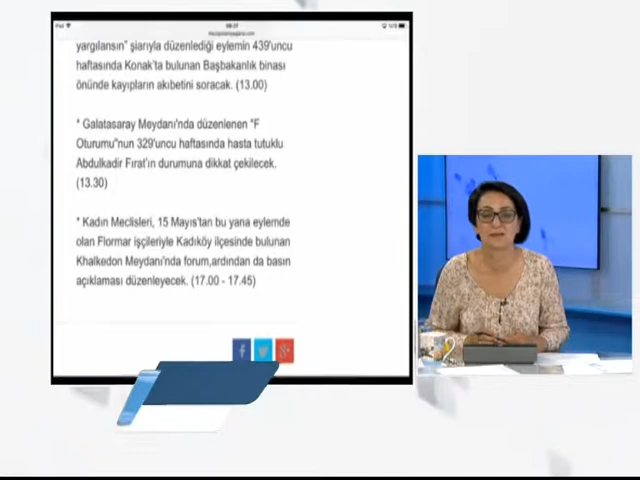 yargılansın" şiarıyla düzenlediği eylemin 439'uncu
haftasında Konak'ta bulunan Başbakanlık binası
önünde kayıpların akıbetini soracak. (13.00)
* Galatasaray Meydanı'nda düzenlenen "F
Oturumu"nun 329'uncu haftasında hasta tutuklu
Abdulkadir Fırat'ın durumuna dikkat çekilecek.
(13.30)
* Kadın Meclisleri, 15 Mayıs'tan bu yana eylemde
olan Flormar işçileriyle Kadıköy ilçesinde bulunan
Khalkedon Meydanı'nda forum,ardından da basın
açıklaması düzenleyecek. (17.00 - 17.45)
f
g+